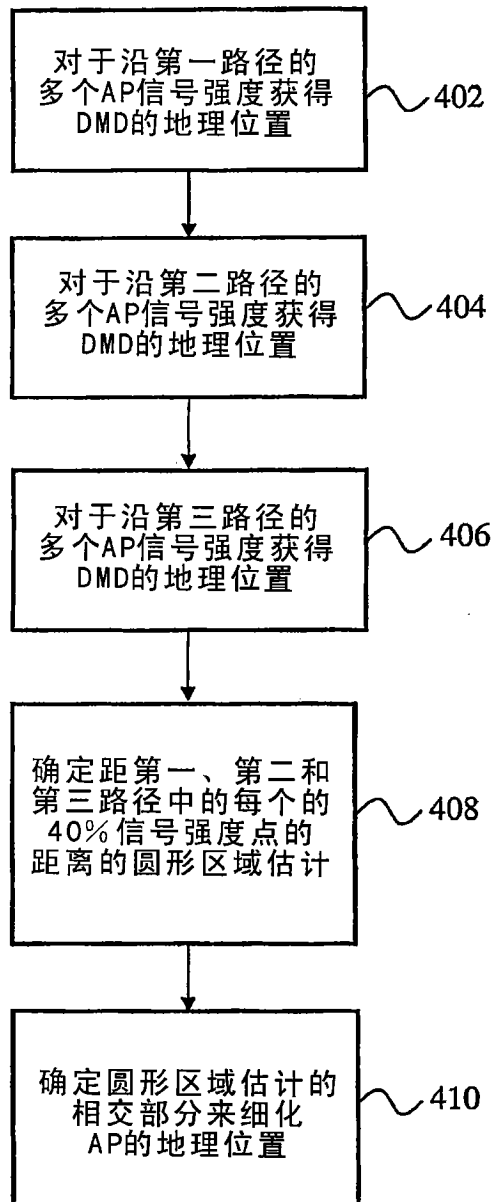 对于沿第一路径的
多个AP信号强度获得
DMD的地理位置
402
对于沿第二路径的
多个AP信号强度获得
DMD的地理位置
404
对于沿第三路径的
多个AP信号强度获得
DMD的地理位置
406
确定距第一、第二和
第三路径中的每个的
40%信号强度点的
距离的圆形区域估计
408
确定圆形区域估计的
相交部分来细化
AP的地理位置
410